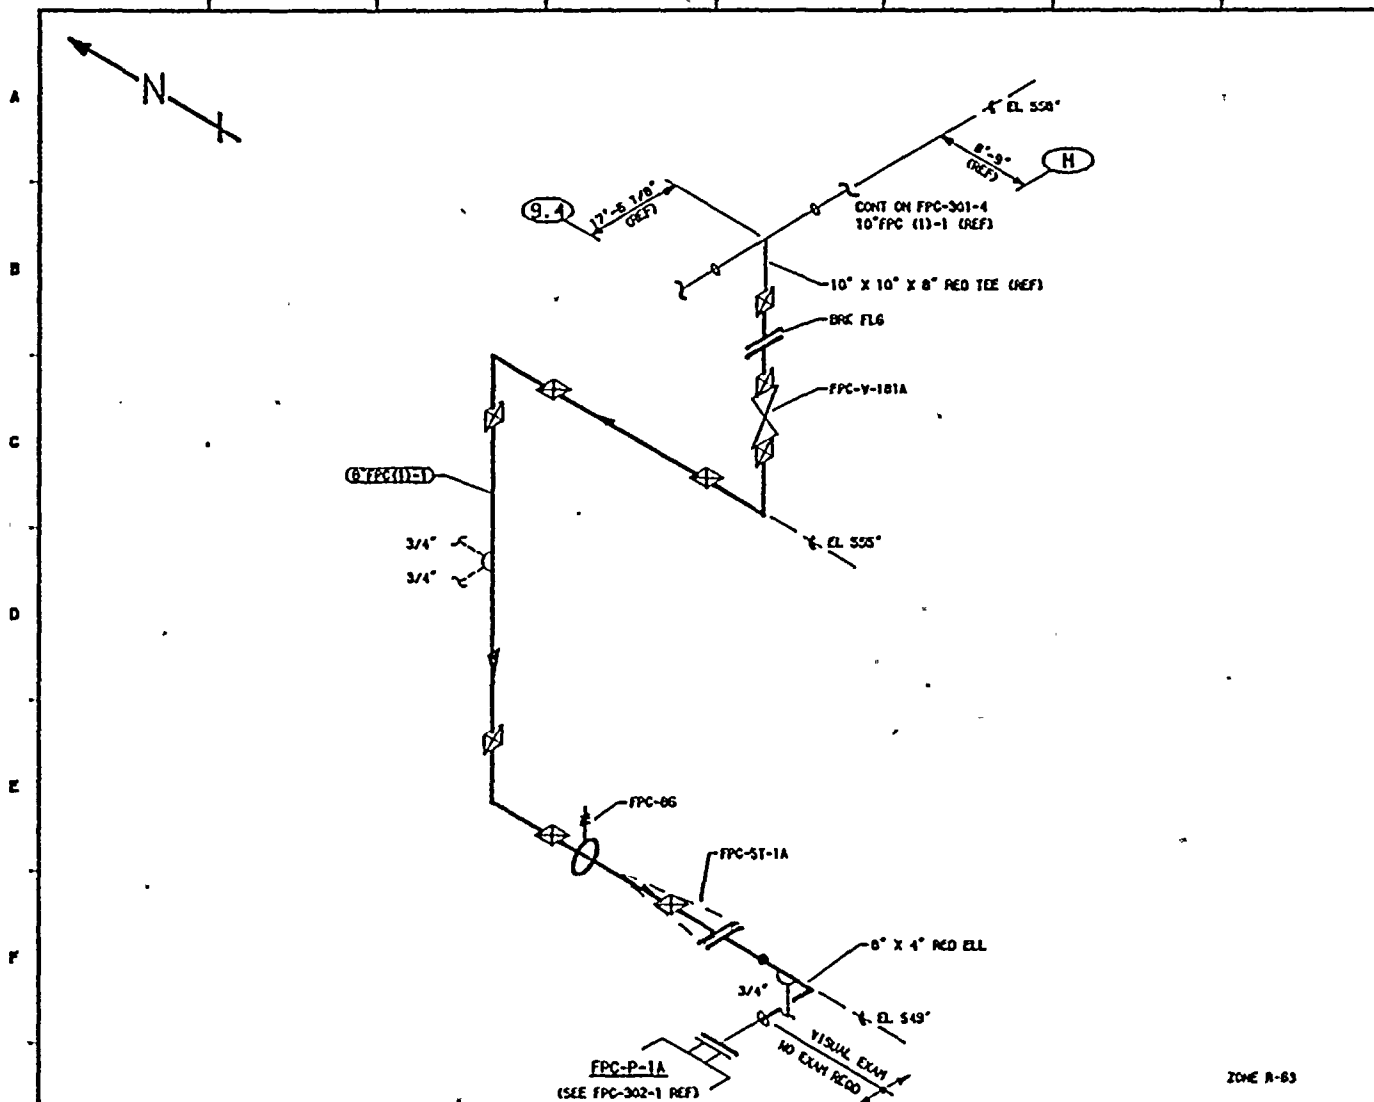 A
N
EL 558'
8'-9"
(REF)
H
9.4
17'-5 1/8"
(REF)
CONT ON FPC-301-4
10"FPC (1)-1 (REF)
B
10" X 10" X 8" RED TEE (REF)
BRK FLG
FPC-V-181A
C
8"FPC(1)-1
3/4"
EL 555'
3/4"
D
E
FPC-86
FPC-ST-1A
F
8" X 4" RED ELL
3/4"
EL 549'
VISUAL EXAM
NO EXAM REQD
FPC-P-1A
(SEE FPC-302-1 REF)
ZONE R-63